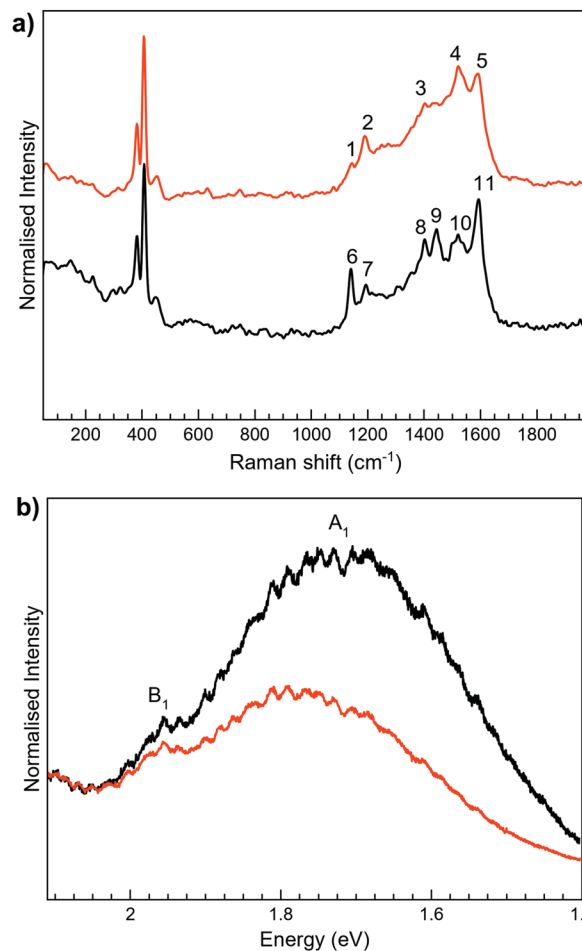 a)
Normalised Intensity
1
2
3
4
5
6
7
8
9
10
11
200 400 600 800 1000 1200 1400 1600 1800
Raman shift (cm⁻¹)
b)
Normalised Intensity
A₁
B₁
2 1.8 1.6 1.
Energy (eV)